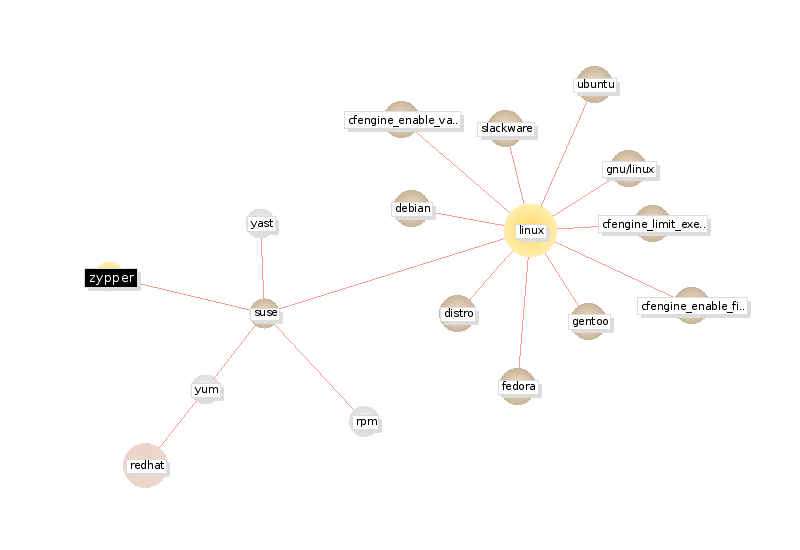 ubuntu
cfengine_enable_va..
slackware
gnu/linux
debian
yast
cfengine_limit_exe..
linux
zypper
cfengine_enable_fi..
suse
distro
gentoo
fedora
yum
rpm
redhat